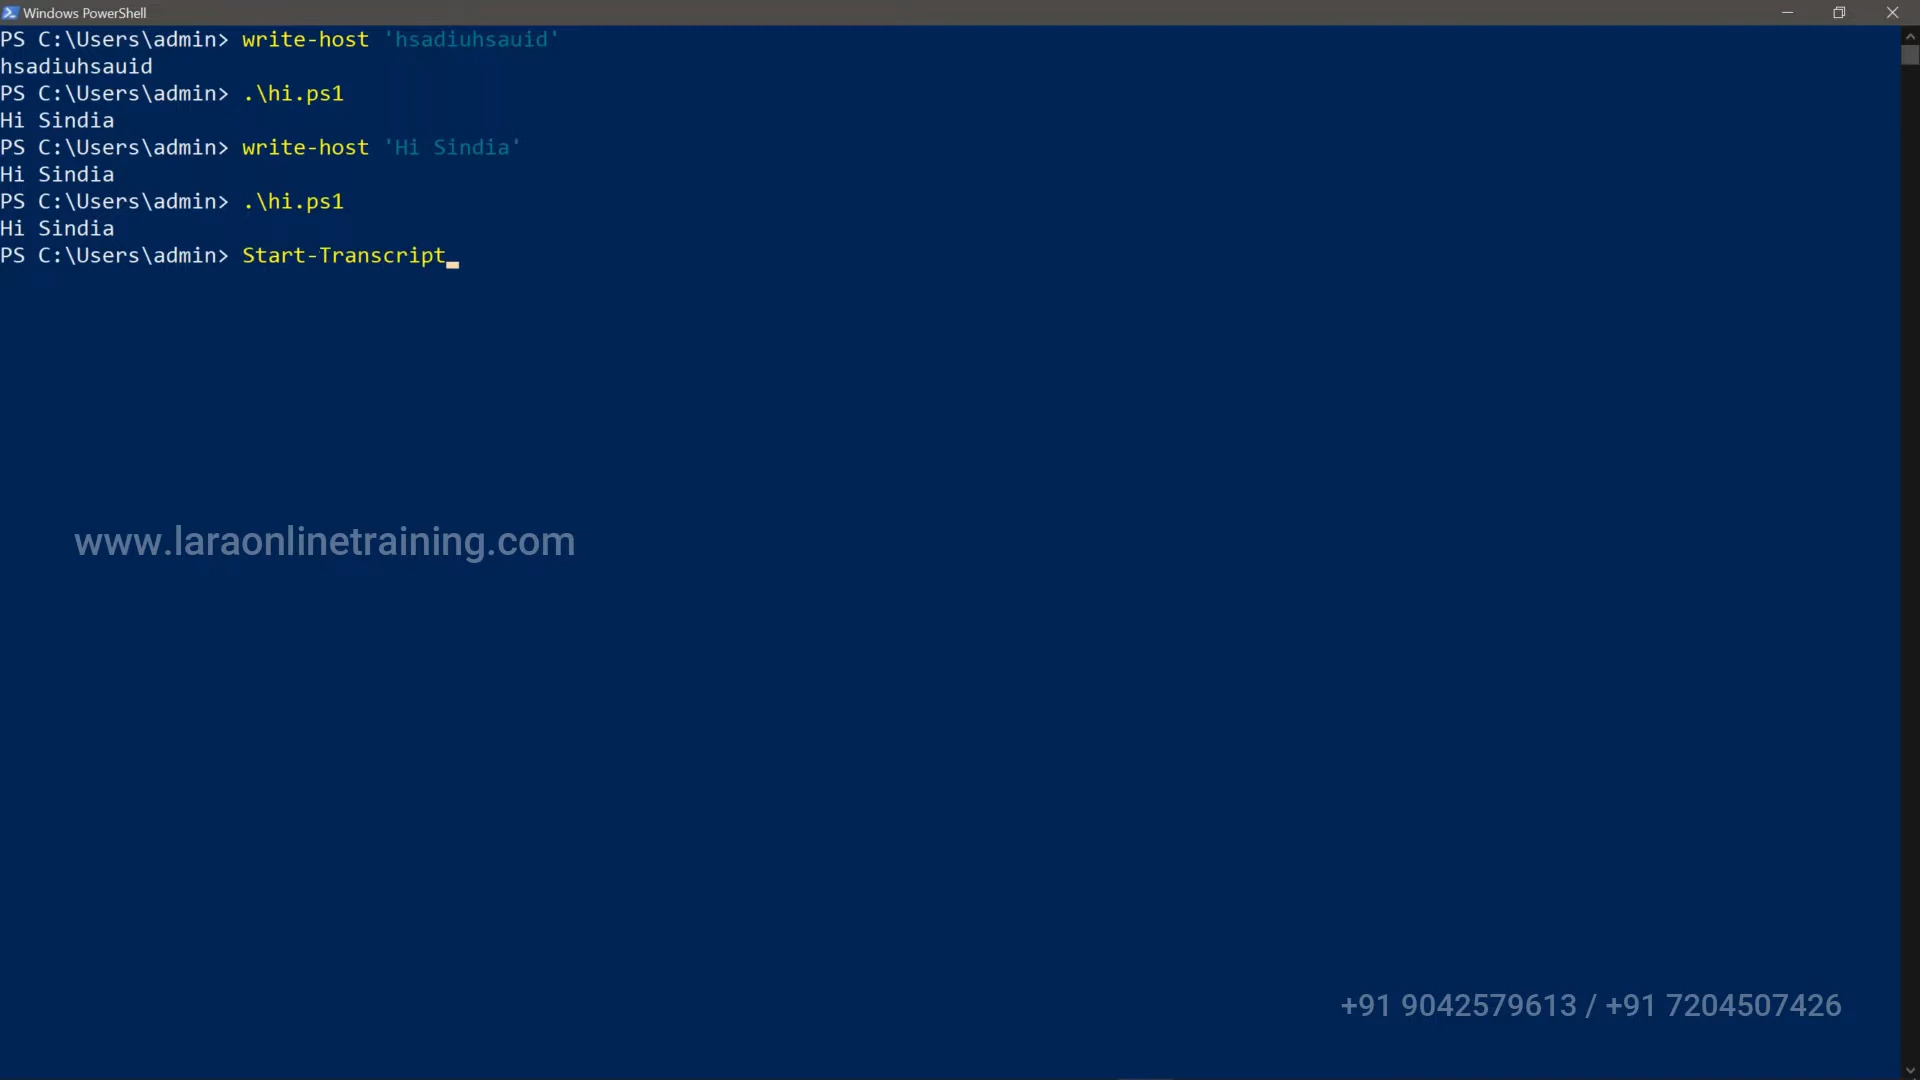 Windows PowerShell
PS C:\Users\admin> write-host 'hsadiuhsauid'
hsadiuhsauid
PS C:\Users\admin> .\hi.ps1
Hi Sindia
PS C:\Users\admin> write-host 'Hi Sindia'
Hi Sindia
PS C:\Users\admin> .\hi.ps1
Hi Sindia
PS C:\Users\admin> Start-Transcript
www.laraonlinetraining.com
+91 9042579613 / +91 7204507426